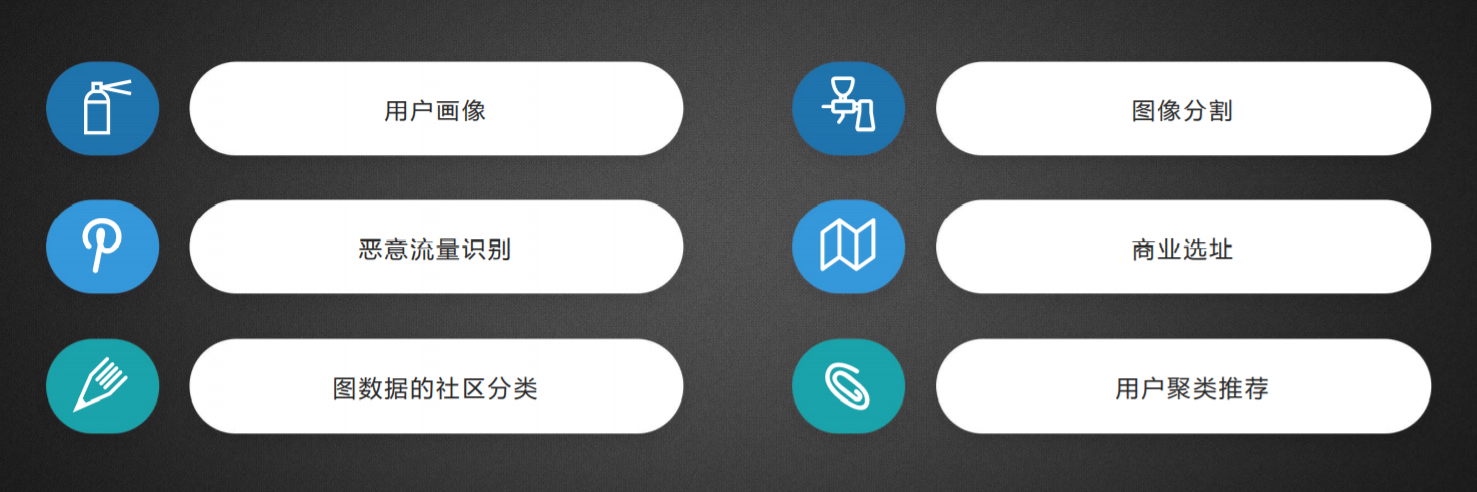 用户画像
图像分割
恶意流量识别
商业选址
图数据的社区分类
用户聚类推荐